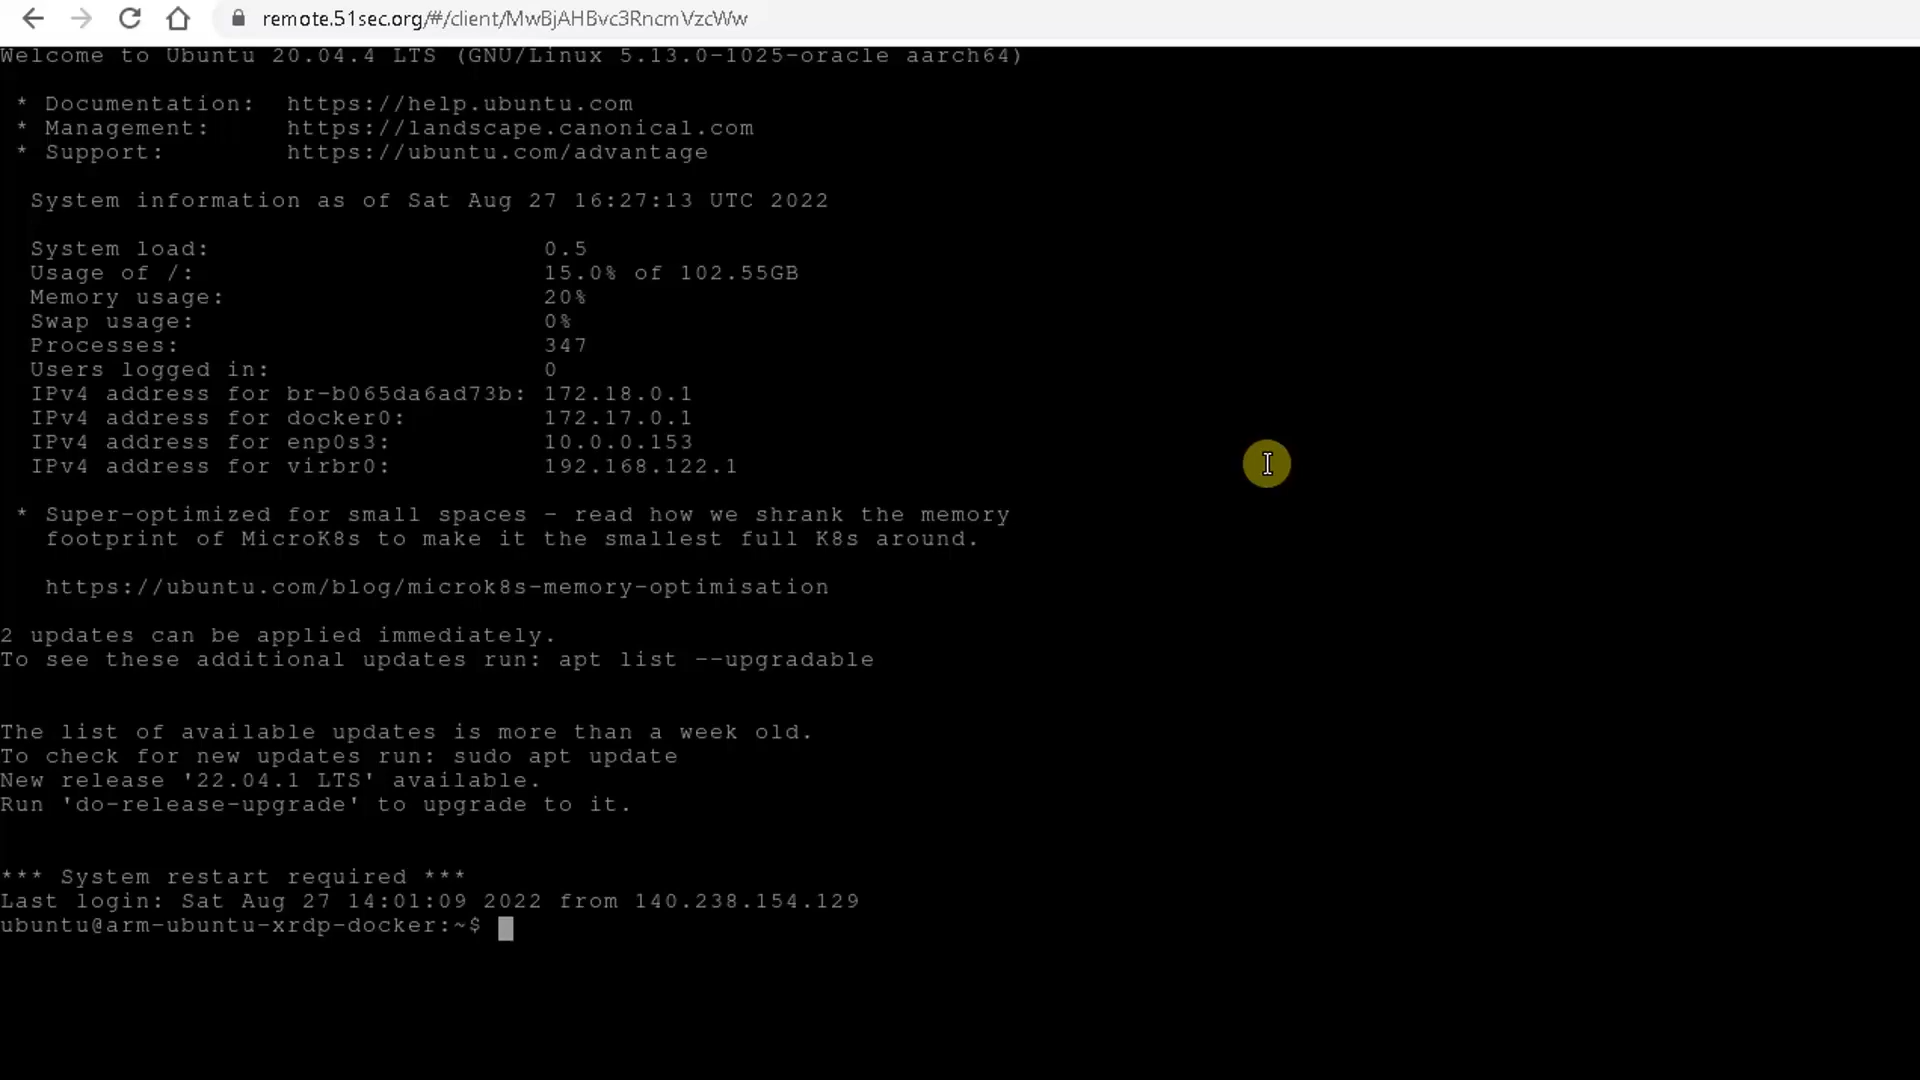 remote.51sec.org/#/client/MwBjAHBvc3RncmVzcWw
Welcome to Ubuntu 20.04.4 LTS (GNU/Linux 5.13.0-1025-oracle aarch64)
* Documentation: https://help.ubuntu.com
* Management: https://landscape.canonical.com
* Support: https://ubuntu.com/advantage
System information as of Sat Aug 27 16:27:13 UTC 2022
System load: 0.5
Usage of /: 15.0% of 102.55GB
Memory usage: 20%
Swap usage: 0%
Processes: 347
Users logged in: 0
IPv4 address for br-b065da6ad73b: 172.18.0.1
IPv4 address for docker0: 172.17.0.1
IPv4 address for enp0s3: 10.0.0.153
IPv4 address for virbr0: 192.168.122.1
* Super-optimized for small spaces - read how we shrank the memory
footprint of MicroK8s to make it the smallest full K8s around.
https://ubuntu.com/blog/microk8s-memory-optimisation
2 updates can be applied immediately.
To see these additional updates run: apt list --upgradable
The list of available updates is more than a week old.
To check for new updates run: sudo apt update
New release '22.04.1 LTS' available.
Run 'do-release-upgrade' to upgrade to it.
*** System restart required ***
Last login: Sat Aug 27 14:01:09 2022 from 140.238.154.129
ubuntu@arm-ubuntu-xrdp-docker:~$